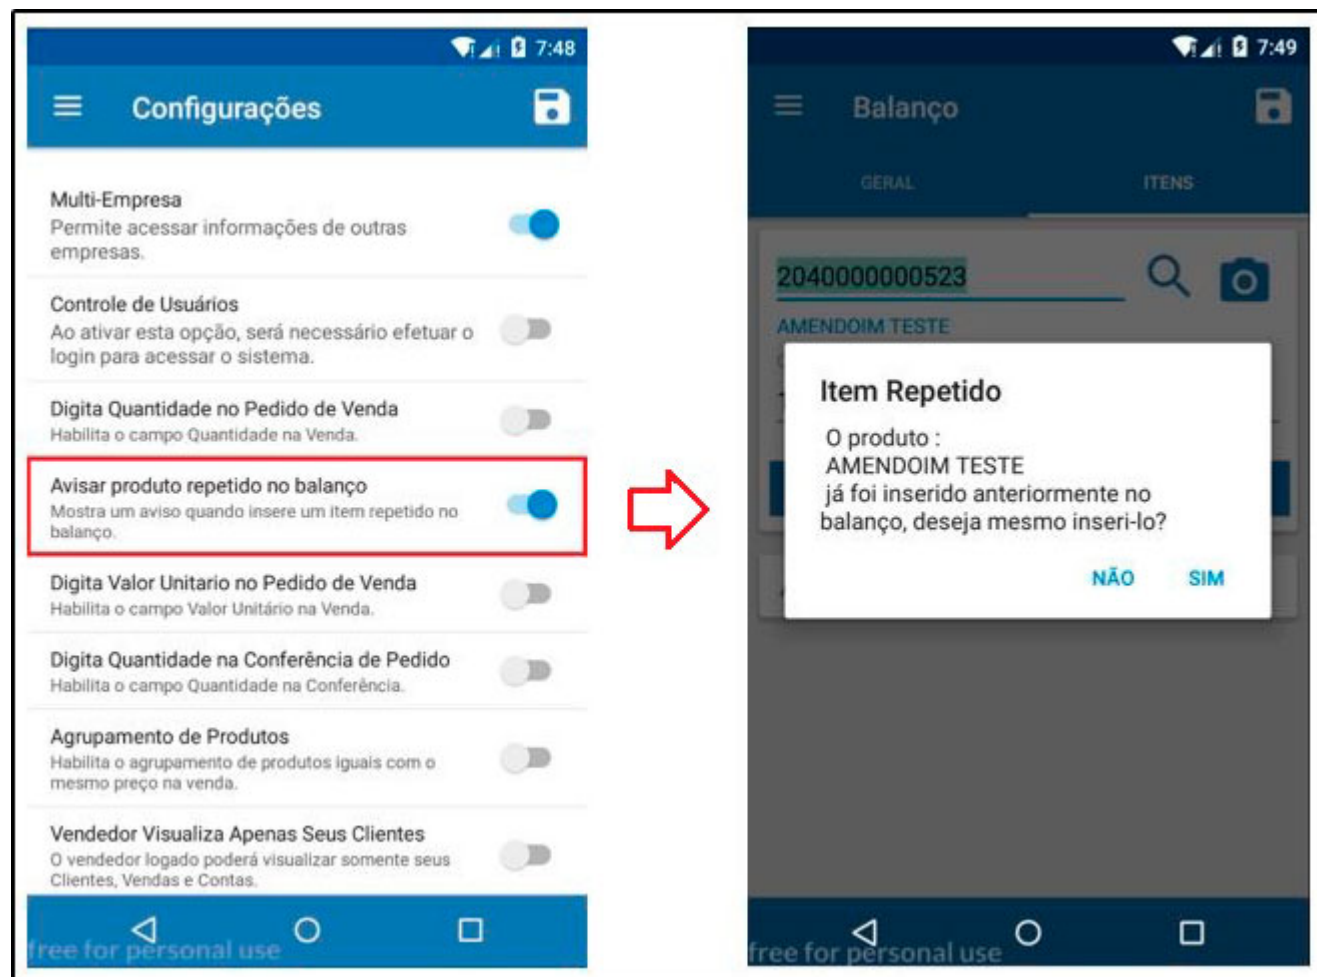 7:48
Configurações
Multi-Empresa
Permite acessar informações de outras
empresas.
Controle de Usuários
Ao ativar esta opção, será necessário efetuar o
login para acessar o sistema.
Digita Quantidade no Pedido de Venda
Habilita o campo Quantidade na Venda.
Avisar produto repetido no balanço
Mostra um aviso quando insere um item repetido no
balanço.
Digita Valor Unitario no Pedido de Venda
Habilita o campo Valor Unitário na Venda.
Digita Quantidade na Conferência de Pedido
Habilita o campo Quantidade na Conferência.
Agrupamento de Produtos
Habilita o agrupamento de produtos iguais com o
mesmo preço na venda.
Vendedor Visualiza Apenas Seus Clientes
O vendedor logado poderá visualizar somente seus
Clientes, Vendas e Contas.
free for personal use
7:49
Balanço
GERAL ITENS
2040000000523
AMENDOIM TESTE
Item Repetido
O produto :
AMENDOIM TESTE
já foi inserido anteriormente no
balanço, deseja mesmo inseri-lo?
NÃO SIM
free for personal use